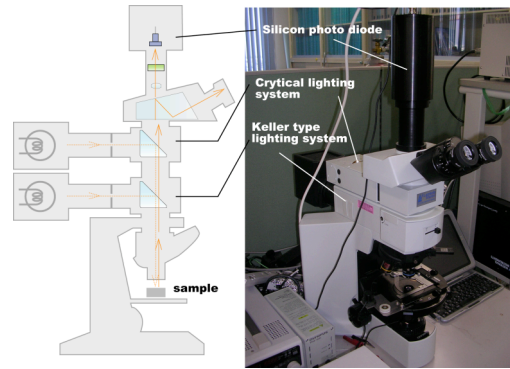 Silicon photo diode
Crytical lighting
system
Keller type
lighting system
sample